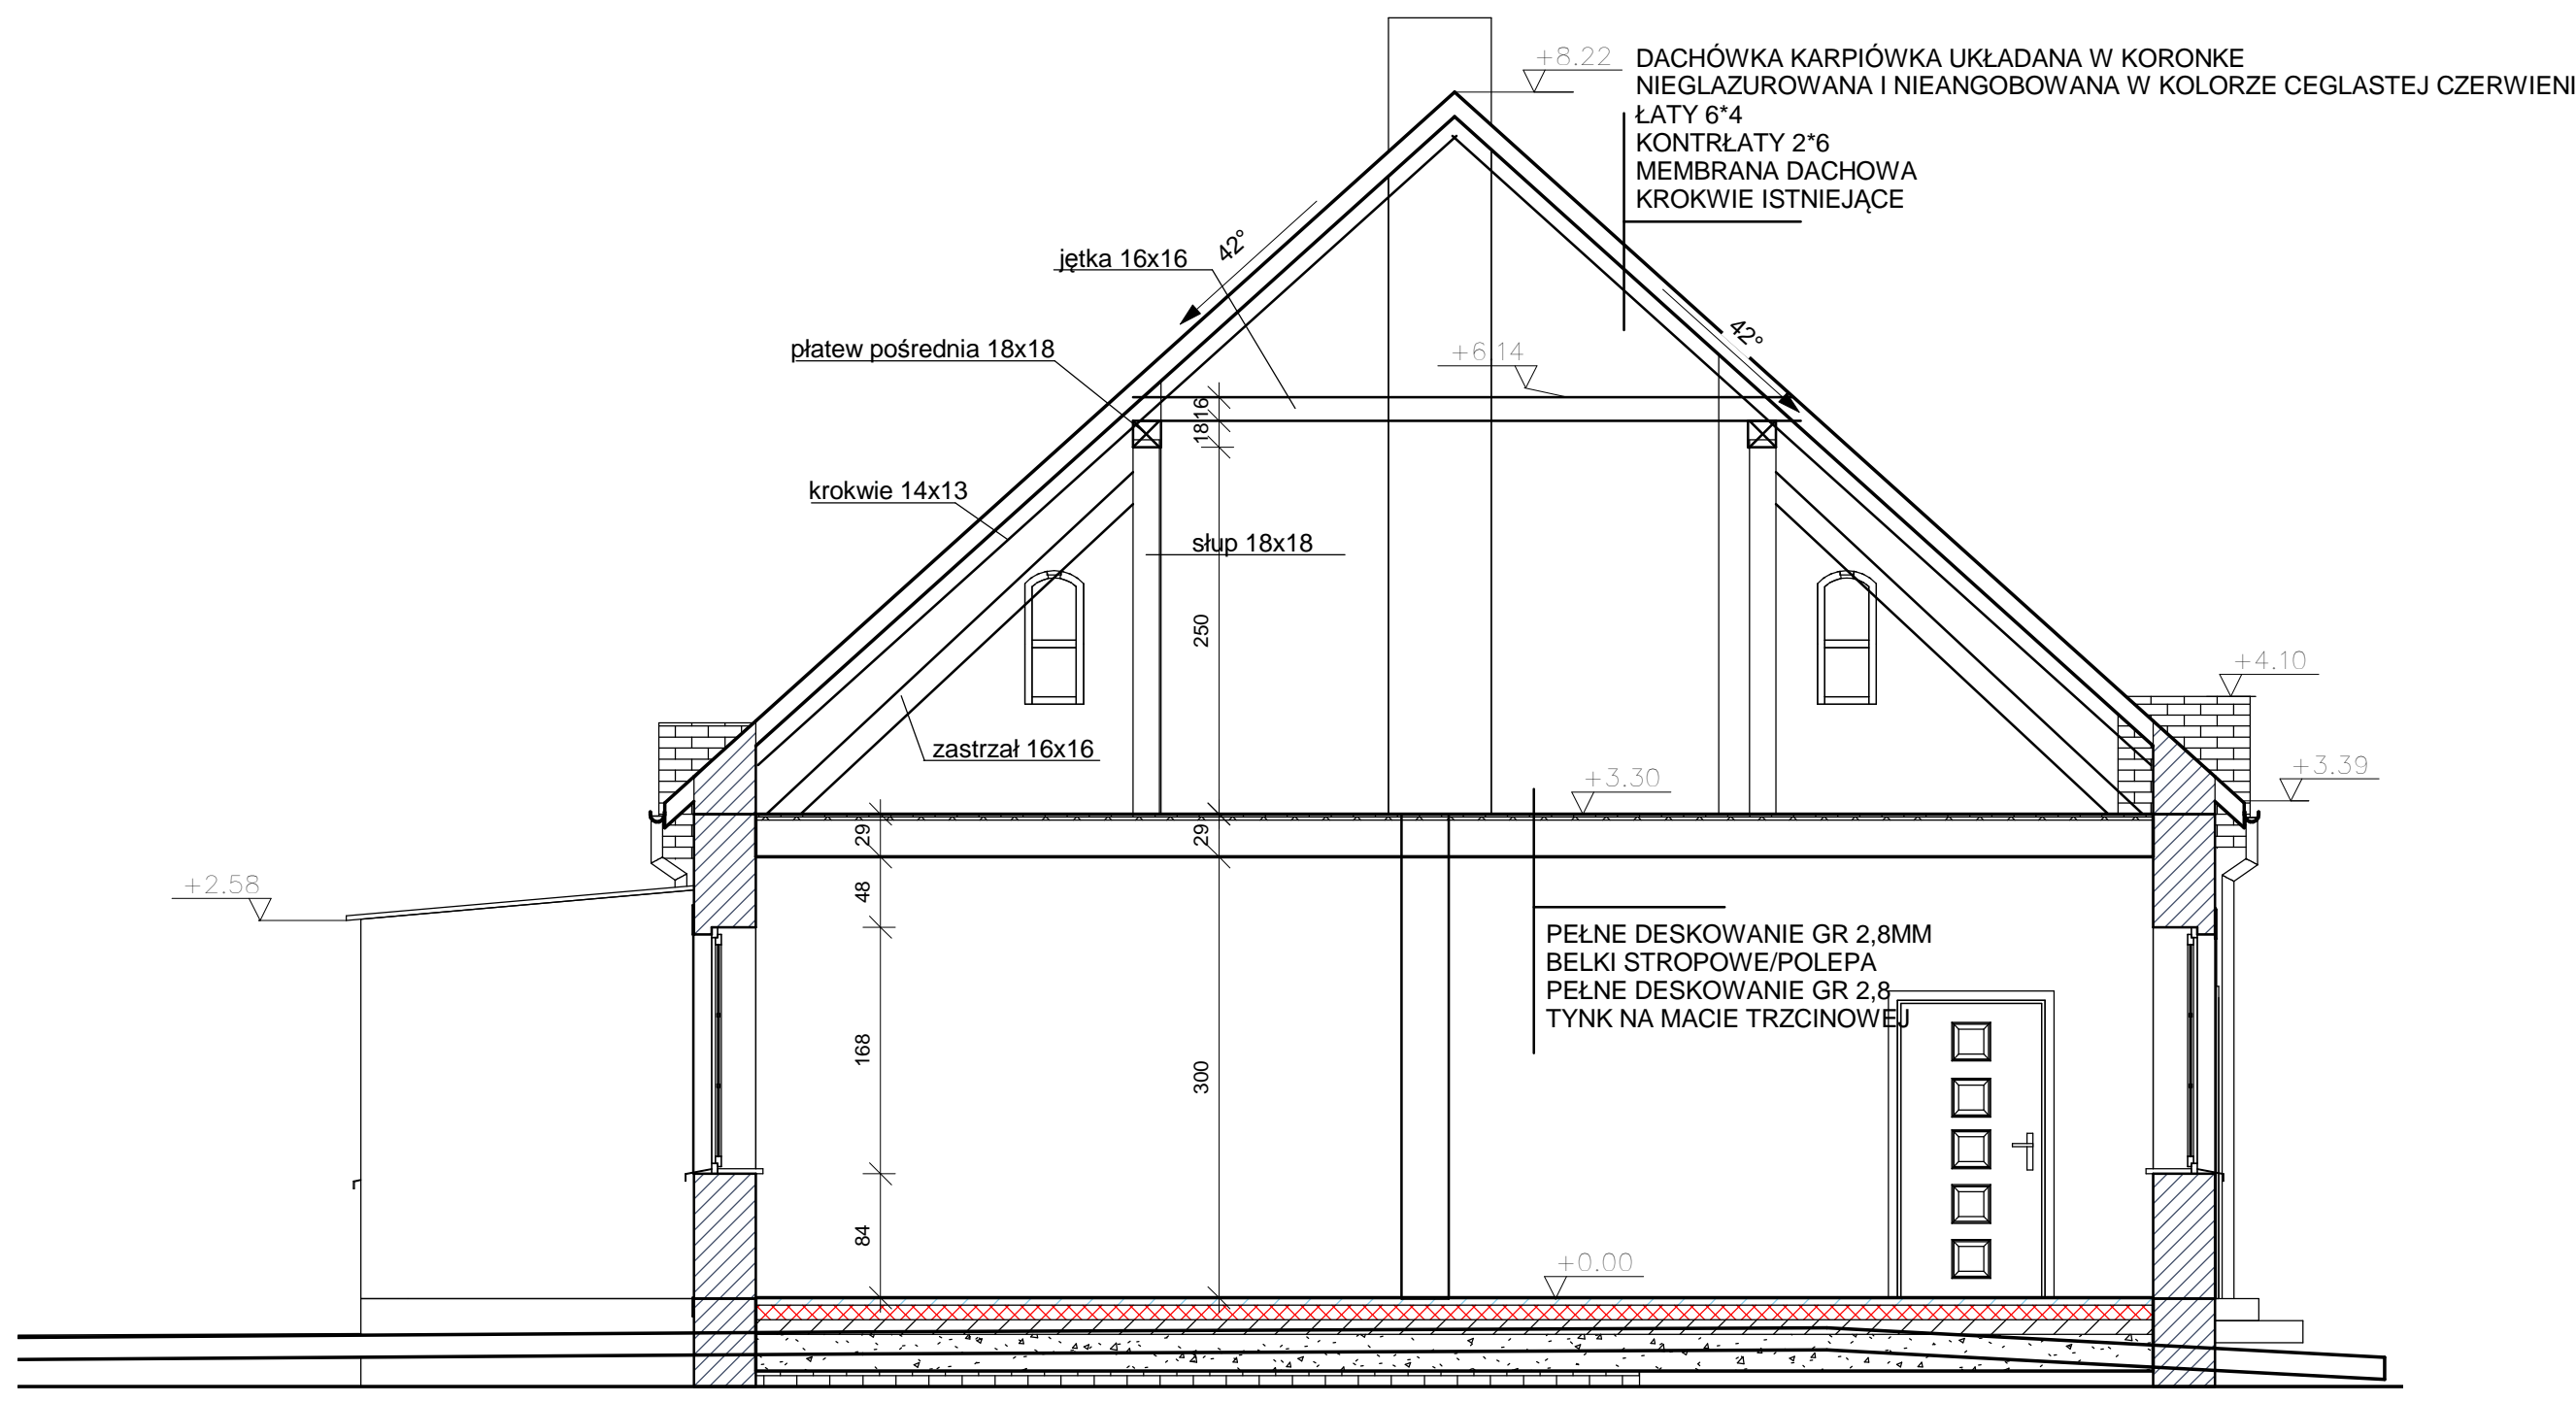 +8.22
DACHÓWKA KARPIÓWKA UKŁADANA W KORONKE
NIEGLAZUROWANA I NIEANGOBOWANA W KOLORZE CEGLASTEJ CZERWIENI
ŁATY 6*4
KONTRŁATY 2*6
MEMBRANA DACHOWA
KROKWIE ISTNIEJĄCE
42°
jętka 16x16
42°
płatew pośrednia 18x18
+6.14
16
18
krokwie 14x13
słup 18x18
250
+4.10
zastrzał 16x16
+3.30
+3.39
29
29
48
+2.58
PEŁNE DESKOWANIE GR 2,8MM
BELKI STROPOWE/POLEPA
PEŁNE DESKOWANIE GR 2,8
TYNK NA MACIE TRZCINOWEJ
168
300
84
+0.00